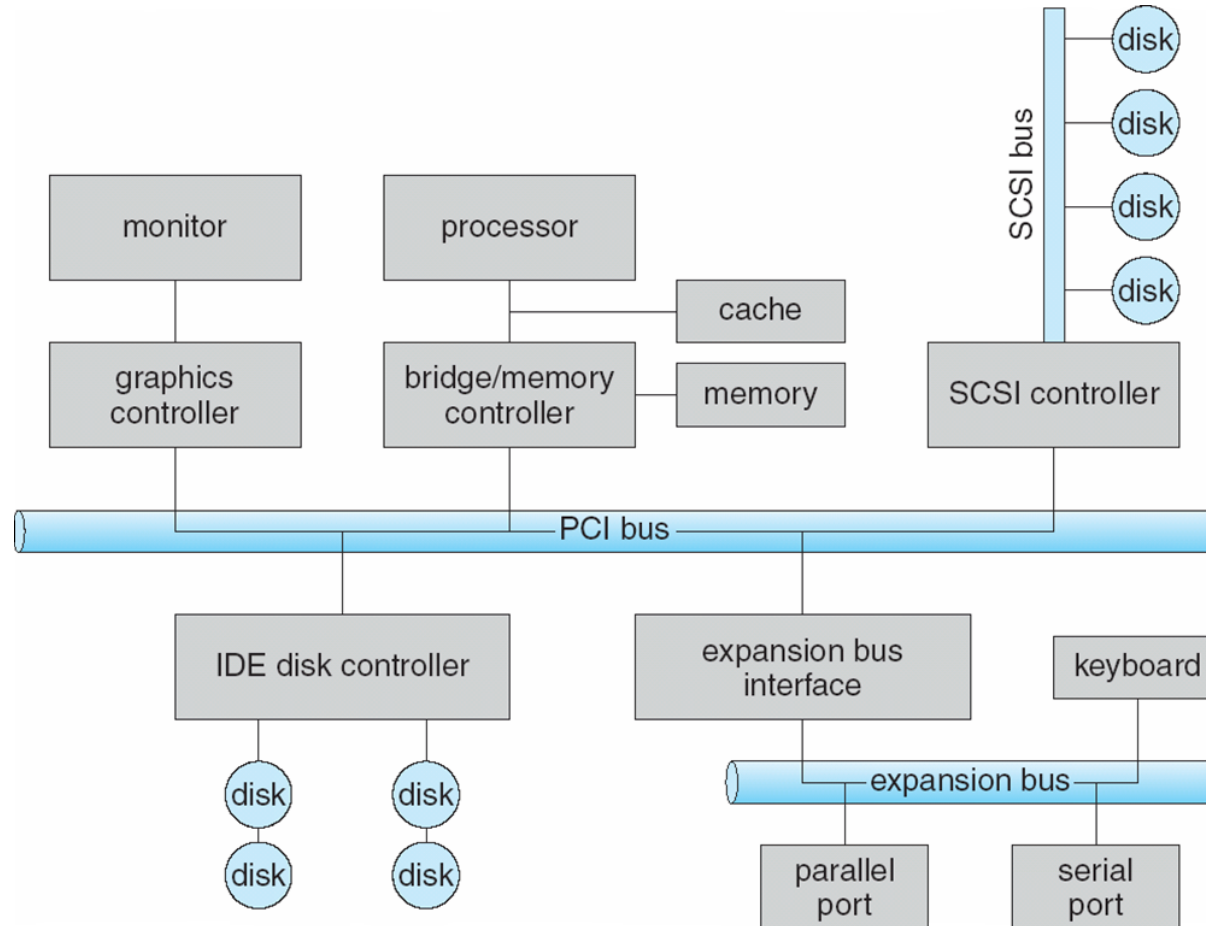 disk
disk
disk
disk
SCSI bus
monitor
processor
cache
graphics
controller
bridge/memory
controller
memory
SCSI controller
PCI bus
IDE disk controller
expansion bus
interface
keyboard
disk
disk
expansion bus
disk
disk
parallel
port
serial
port